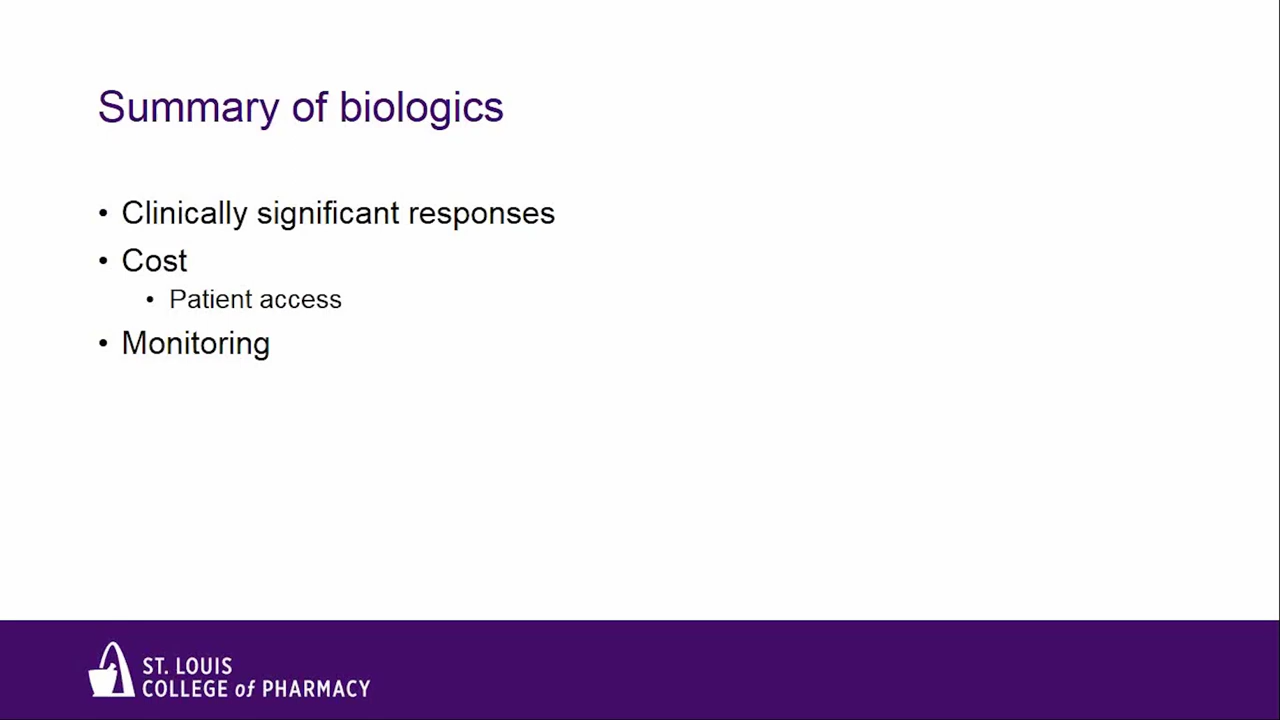 Summary of biologics
• Clinically significant responses
• Cost
• Patient access
• Monitoring
ST. LOUIS
COLLEGE of PHARMACY